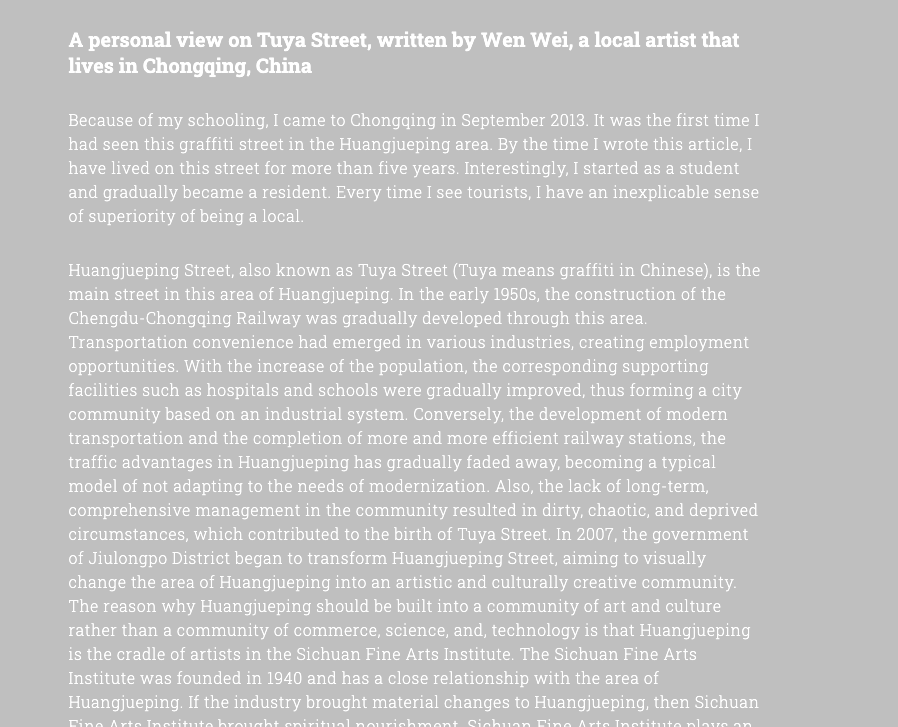 A personal view on Tuya Street, written by Wen Wei, a local artist that
lives in Chongqing, China
Because of my schooling, I came to Chongqing in September 2013. It was the first time I
had seen this graffiti street in the Huangjueping area. By the time I wrote this article, I
have lived on this street for more than five years. Interestingly, I started as a student
and gradually became a resident. Every time I see tourists, I have an inexplicable sense
of superiority of being a local.
Huangjueping Street, also known as Tuya Street (Tuya means graffiti in Chinese), is the
main street in this area of Huangjueping. In the early 1950s, the construction of the
Chengdu-Chongqing Railway was gradually developed through this area.
Transportation convenience had emerged in various industries, creating employment
opportunities. With the increase of the population, the corresponding supporting
facilities such as hospitals and schools were gradually improved, thus forming a city
community based on an industrial system. Conversely, the development of modern
transportation and the completion of more and more efficient railway stations, the
traffic advantages in Huangjueping has gradually faded away, becoming a typical
model of not adapting to the needs of modernization. Also, the lack of long-term,
comprehensive management in the community resulted in dirty, chaotic, and deprived
circumstances, which contributed to the birth of Tuya Street. In 2007, the government
of Jiulongpo District began to transform Huangjueping Street, aiming to visually
change the area of Huangjueping into an artistic and culturally creative community.
The reason why Huangjueping should be built into a community of art and culture
rather than a community of commerce, science, and, technology is that Huangjueping
is the cradle of artists in the Sichuan Fine Arts Institute. The Sichuan Fine Arts
Institute was founded in 1940 and has a close relationship with the area of
Huangjueping. If the industry brought material changes to Huangjueping, then Sichuan
Fine Arts Institute brought spiritual nourishment. Sichuan Fine Arts Institute plays an